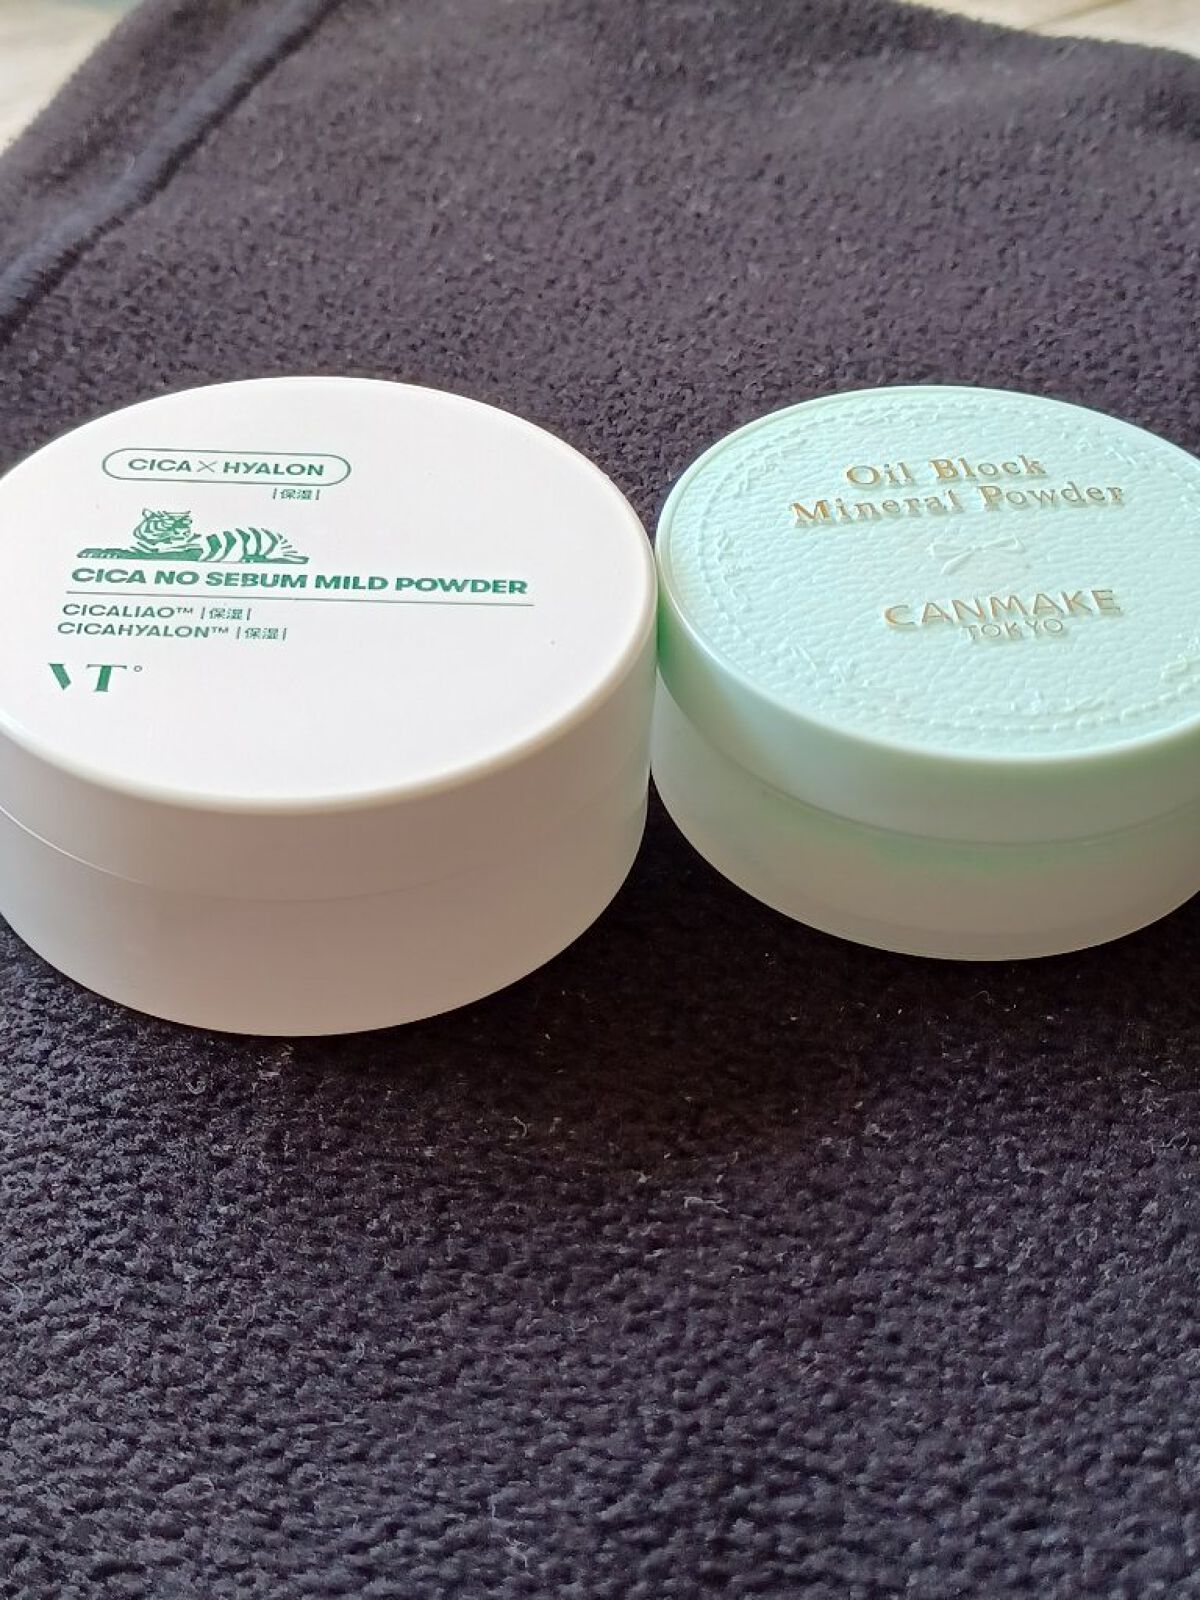 CICA×HYALON
|保湿|
CICA NO SEBUM MILD POWDER
CICALIAO™ |保湿|
CICAHYALON™ |保湿|
VT°
Oil Block
Mineral Powder
CANMAKE
TOKYO